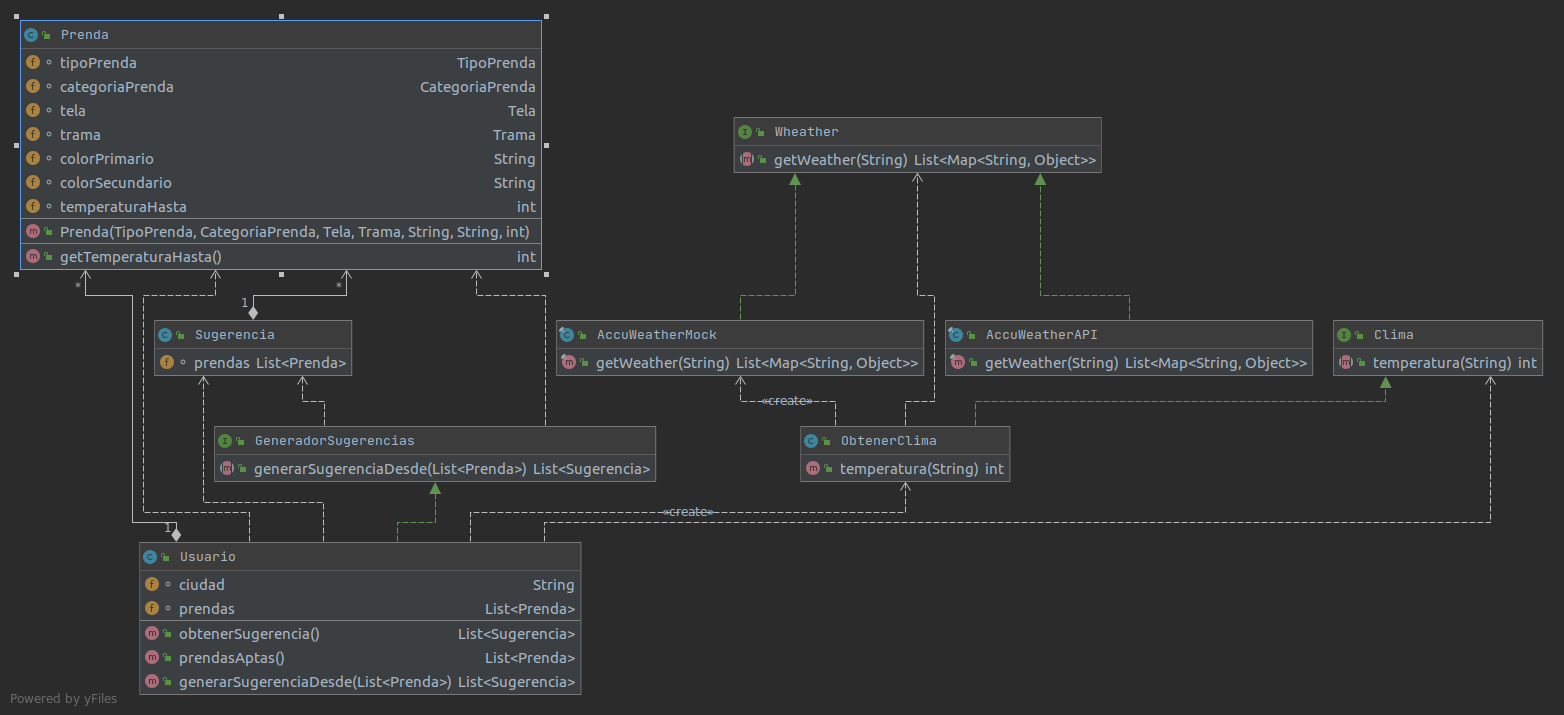 Prenda
tipoPrenda TipoPrenda
categoriaPrenda CategoriaPrenda
tela Tela
trama Trama
colorPrimario String
colorSecundario String
temperaturaHasta int
Prenda(TipoPrenda, CategoriaPrenda, Tela, Trama, String, String, int)
getTemperaturaHasta() int
Wheather
getWeather(String) List<Map<String, Object>>
*
*
1
Sugerencia
prendas List<Prenda>
AccuWeatherMock
getWeather(String) List<Map<String, Object>>
AccuWeatherAPI
getWeather(String) List<Map<String, Object>>
Clima
temperatura(String) int
«create»
GeneradorSugerencias
generarSugerenciaDesde(List<Prenda>) List<Sugerencia>
ObtenerClima
temperatura(String) int
«create»
1
Usuario
ciudad String
prendas List<Prenda>
obtenerSugerencia() List<Sugerencia>
prendasAptas() List<Prenda>
generarSugerenciaDesde(List<Prenda>) List<Sugerencia>
Powered by yFiles